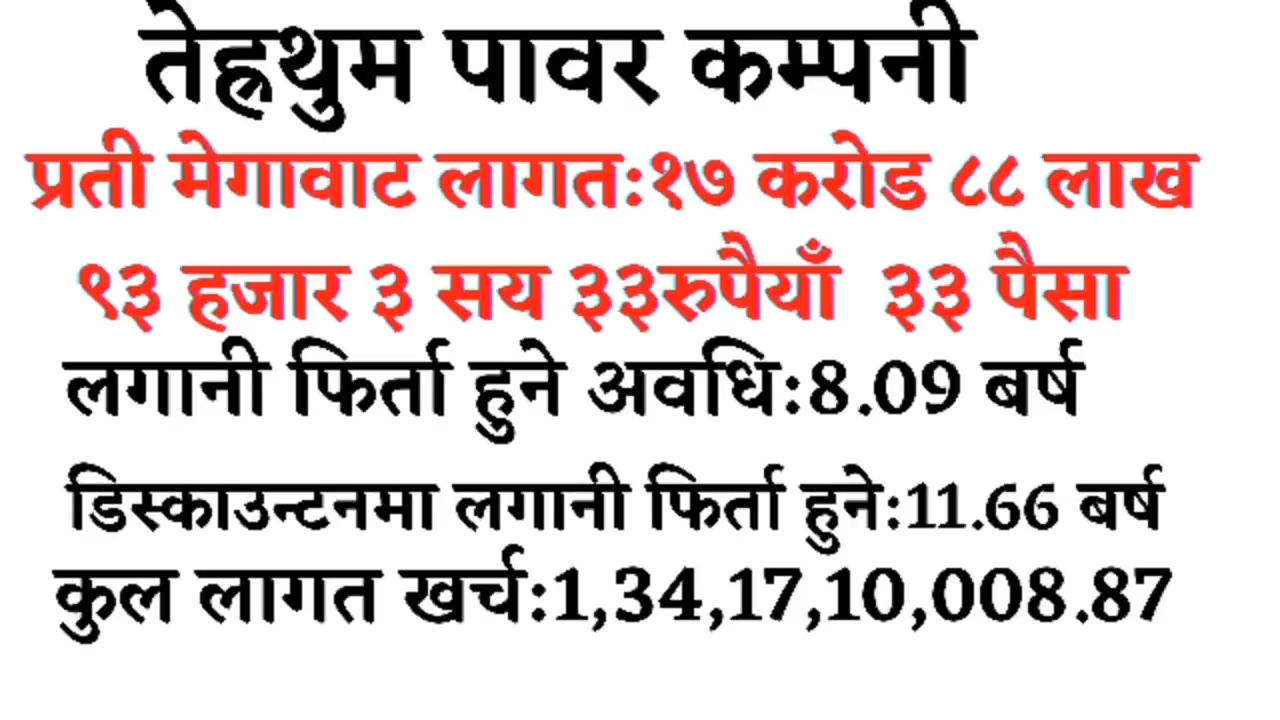 तेह्रथुम पावर कम्पनी
प्रती मेगावाट लागत:१७ करोड ८८ लाख
९३ हजार ३ सय ३३रुपैयाँ ३३ पैसा
लगानी फिर्ता हुने अवधि:8.09 बर्ष
डिस्काउन्टनमा लगानी फिर्ता हुने:11.66 बर्ष
कुल लागत खर्च:1,34,17,10,008.87